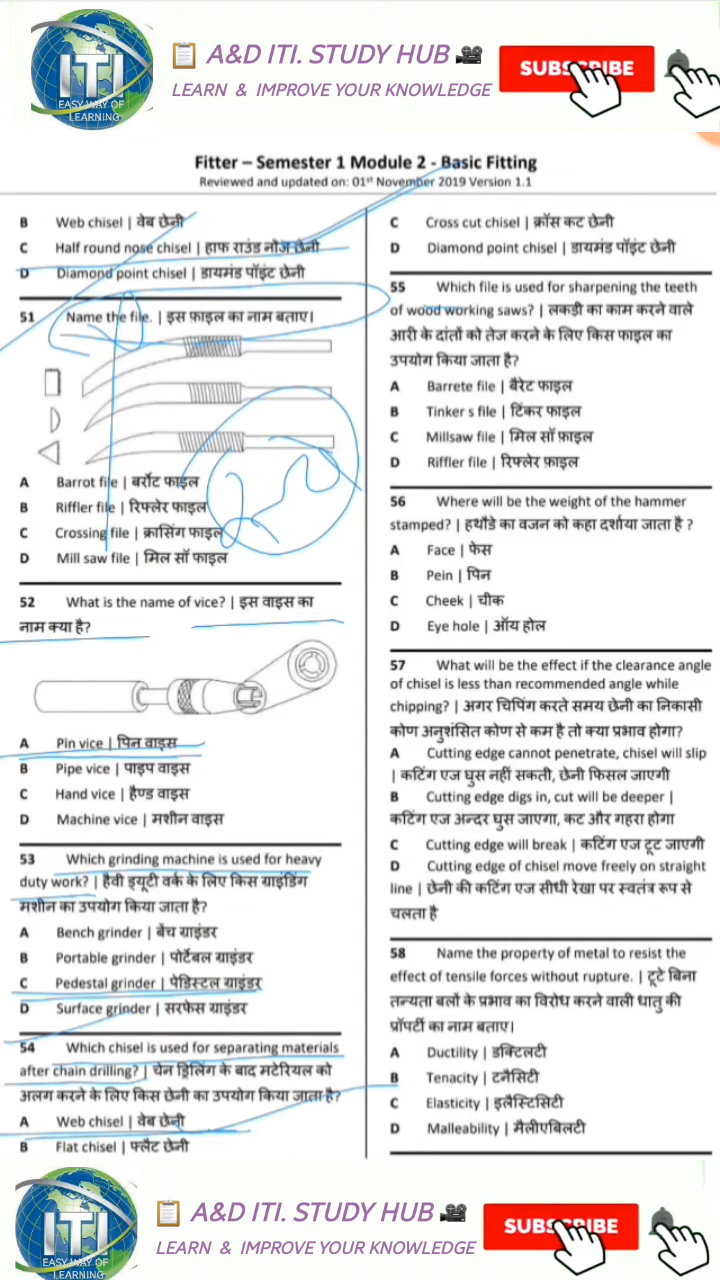 ITI
EASY WAY OF
LEARNING
A&D ITI. STUDY HUB
LEARN & IMPROVE YOUR KNOWLEDGE
SUBSCRIBE
Fitter – Semester 1 Module 2 - Basic Fitting
Reviewed and updated on: 01st November 2019 Version 1.1
B Web chisel | वेब छेनी
C Half round nose chisel | हाफ राउंड नोज छेनी
D Diamond point chisel | डायमंड पॉइंट छेनी
51 Name the file. | इस फ़ाइल का नाम बताए।
A Barrot file | बर्रोट फाइल
B Riffler file | रिफ्लेर फाइल
C Crossing file | क्रासिंग फाइल
D Mill saw file | मिल सॉ फाइल
52 What is the name of vice? | इस वाइस का
नाम क्या है?
A Pin vice | पिन वाइस
B Pipe vice | पाइप वाइस
C Hand vice | हैण्ड वाइस
D Machine vice | मशीन वाइस
53 Which grinding machine is used for heavy
duty work? | हैवी ड्यूटी वर्क के लिए किस ग्राइंडिंग
मशीन का उपयोग किया जाता है?
A Bench grinder | बेंच ग्राइंडर
B Portable grinder | पोर्टेबल ग्राइंडर
C Pedestal grinder | पेडिस्टल ग्राइंडर
D Surface grinder | सरफेस ग्राइंडर
54 Which chisel is used for separating materials
after chain drilling? | चेन ड्रिलिंग के बाद मटेरियल को
अलग करने के लिए किस छेनी का उपयोग किया जाता है?
A Web chisel | वेब छेनी
B Flat chisel | फ्लैट छेनी
C Cross cut chisel | क्रॉस कट छेनी
D Diamond point chisel | डायमंड पॉइंट छेनी
55 Which file is used for sharpening the teeth
of wood working saws? | लकड़ी का काम करने वाले
आरी के दांतों को तेज करने के लिए किस फाइल का
उपयोग किया जाता है?
A Barrete file | बैरेट फाइल
B Tinker s file | टिंकर फाइल
C Millsaw file | मिल सॉ फ़ाइल
D Riffler file | रिफ्लेर फ़ाइल
56 Where will be the weight of the hammer
stamped? | हथौडे का वजन को कहा दर्शाया जाता है ?
A Face | फेस
B Pein | पिन
C Cheek | चीक
D Eye hole | ऑय होल
57 What will be the effect if the clearance angle
of chisel is less than recommended angle while
chipping? | अगर चिपिंग करते समय छेनी का निकासी
कोण अनुशंसित कोण से कम है तो क्या प्रभाव होगा?
A Cutting edge cannot penetrate, chisel will slip
| कटिंग एज घुस नहीं सकती, छेनी फिसल जाएगी
B Cutting edge digs in, cut will be deeper |
कटिंग एज अन्दर घुस जाएगा, कट और गहरा होगा
C Cutting edge will break | कटिंग एज टूट जाएगी
D Cutting edge of chisel move freely on straight
line | छेनी की कटिंग एज सीधी रेखा पर स्वतंत्र रूप से
चलता है
58 Name the property of metal to resist the
effect of tensile forces without rupture. | टूटे बिना
तन्यता बलों के प्रभाव का विरोध करने वाली धातु की
प्रॉपर्टी का नाम बताए।
A Ductility | डक्टिलटी
B Tenacity | टनैसिटी
C Elasticity | इलैस्टिसिटी
D Malleability | मैलीएबिलटी
ITI
EASY WAY OF
LEARNING
A&D ITI. STUDY HUB
LEARN & IMPROVE YOUR KNOWLEDGE
SUBSCRIBE